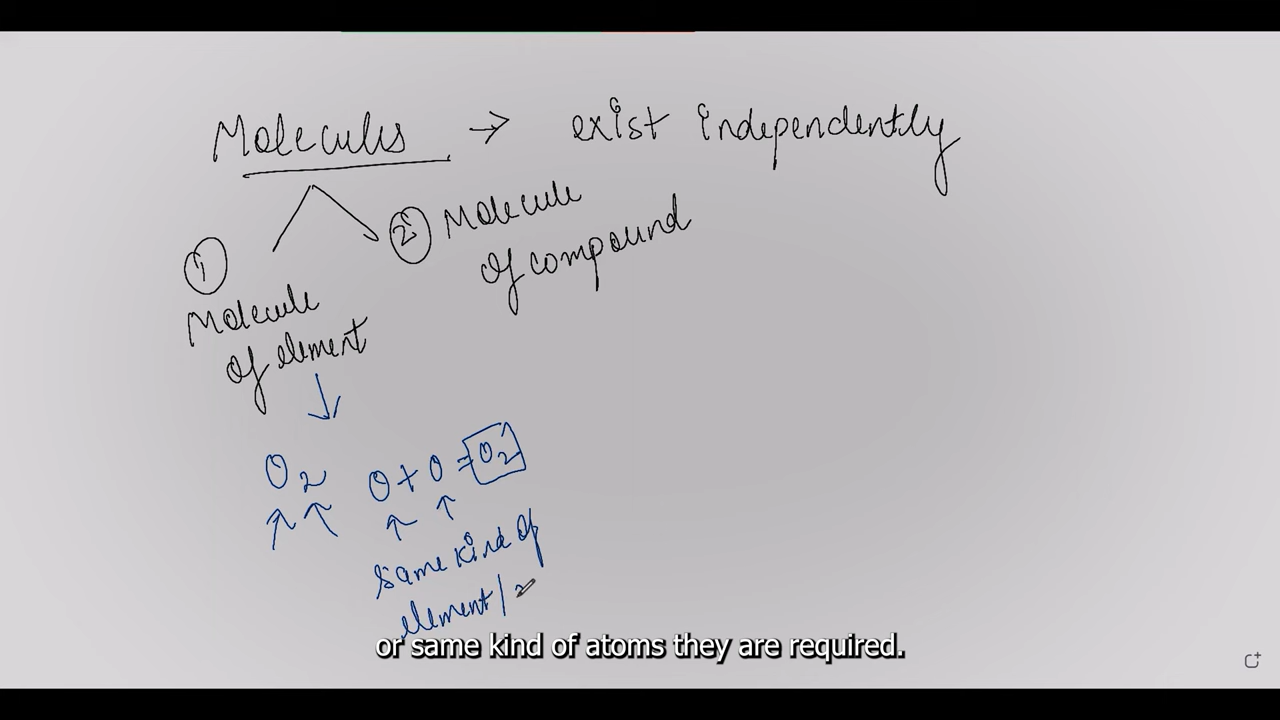 Molecules → exist independently
① Molecule
of element
② Molecule
of compound
O2
O + O = O2
same kind of
element /
or same kind of atoms they are required.